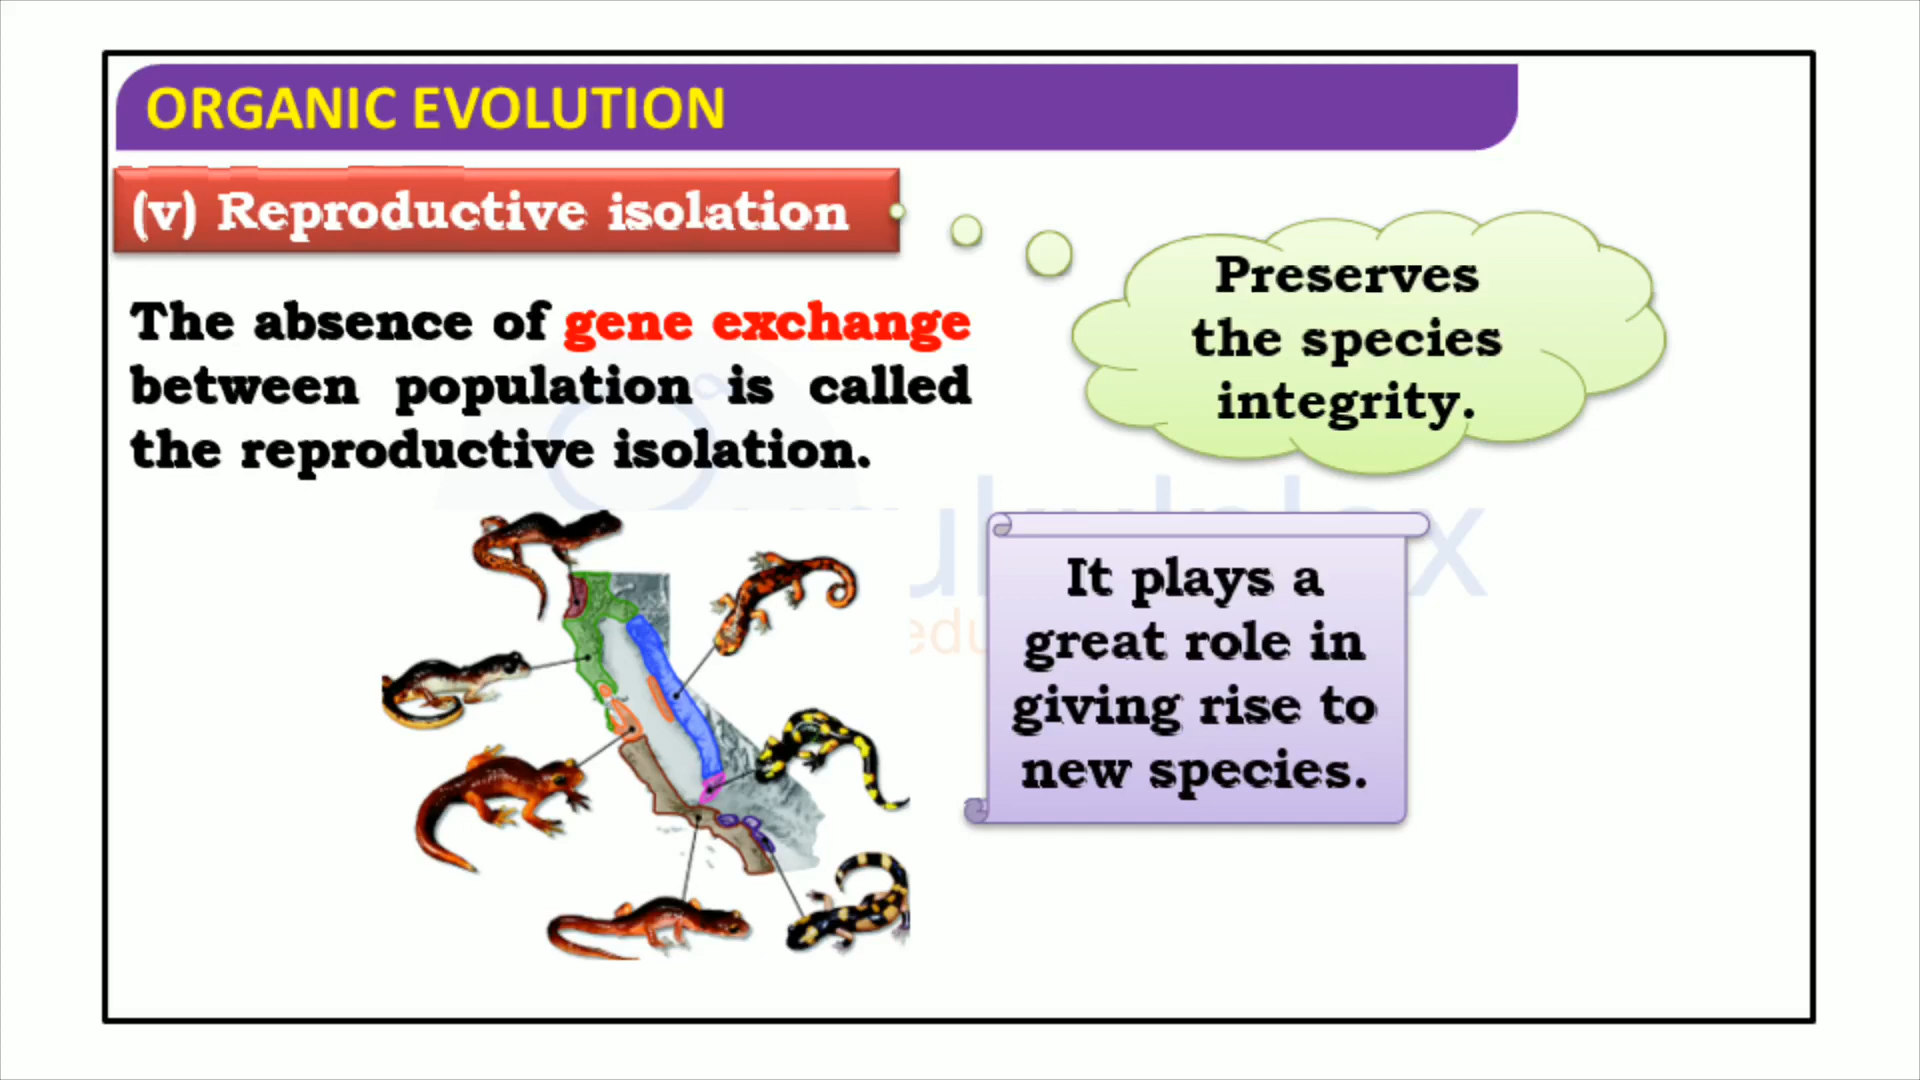 ORGANIC EVOLUTION
(v) Reproductive isolation
The absence of gene exchange
between population is called
the reproductive isolation.
Preserves
the species
integrity.
It plays a
great role in
giving rise to
new species.